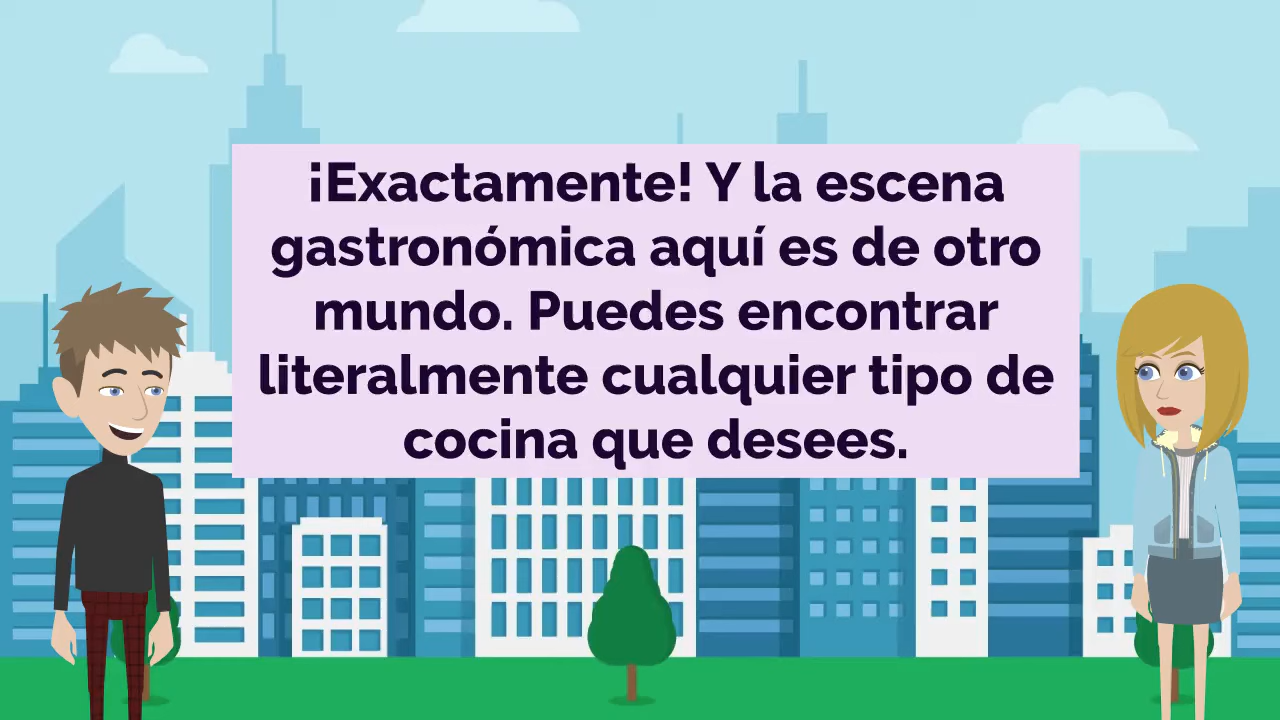 ¡Exactamente! Y la escena
gastronómica aquí es de otro
mundo. Puedes encontrar
literalmente cualquier tipo de
cocina que desees.